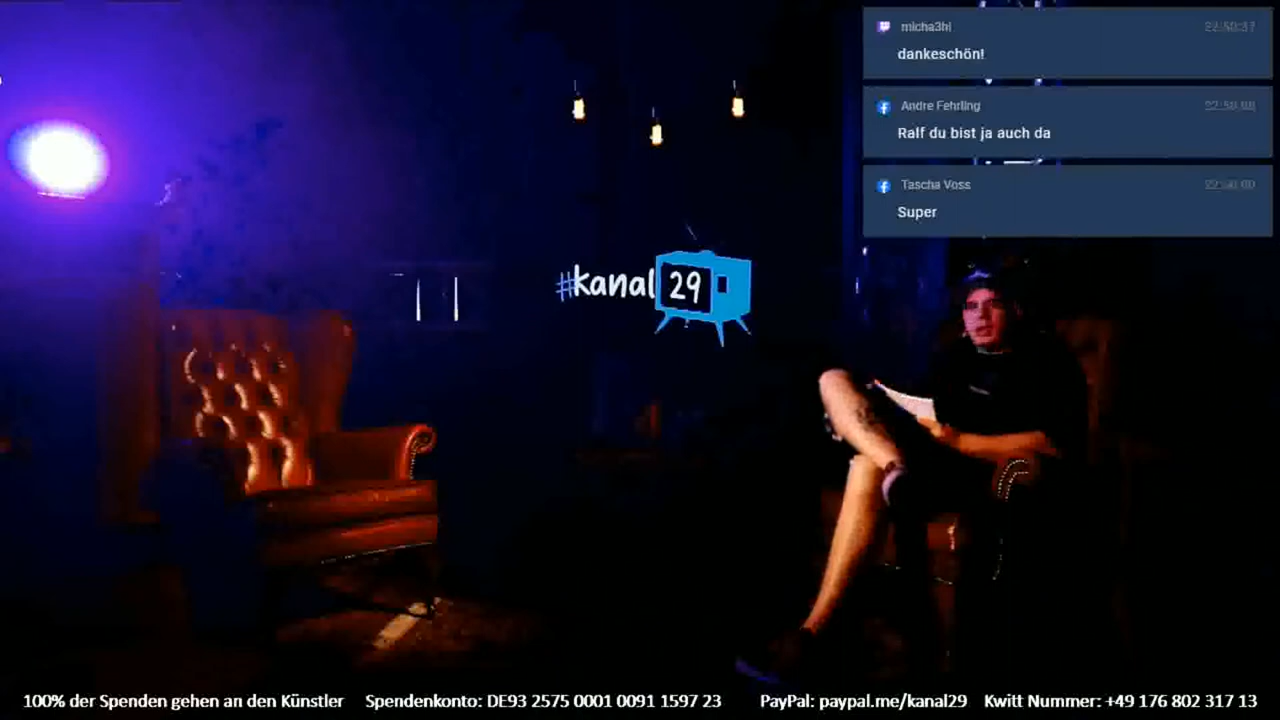 micha3hl
dankeschön!
Andre Fehrling
Ralf du bist ja auch da
Tascha Voss
Super
#kanal 29
100% der Spenden gehen an den Künstler Spendenkonto: DE93 2575 0001 0091 1597 23 PayPal: paypal.me/kanal29 Kwitt Nummer: +49 176 802 317 13